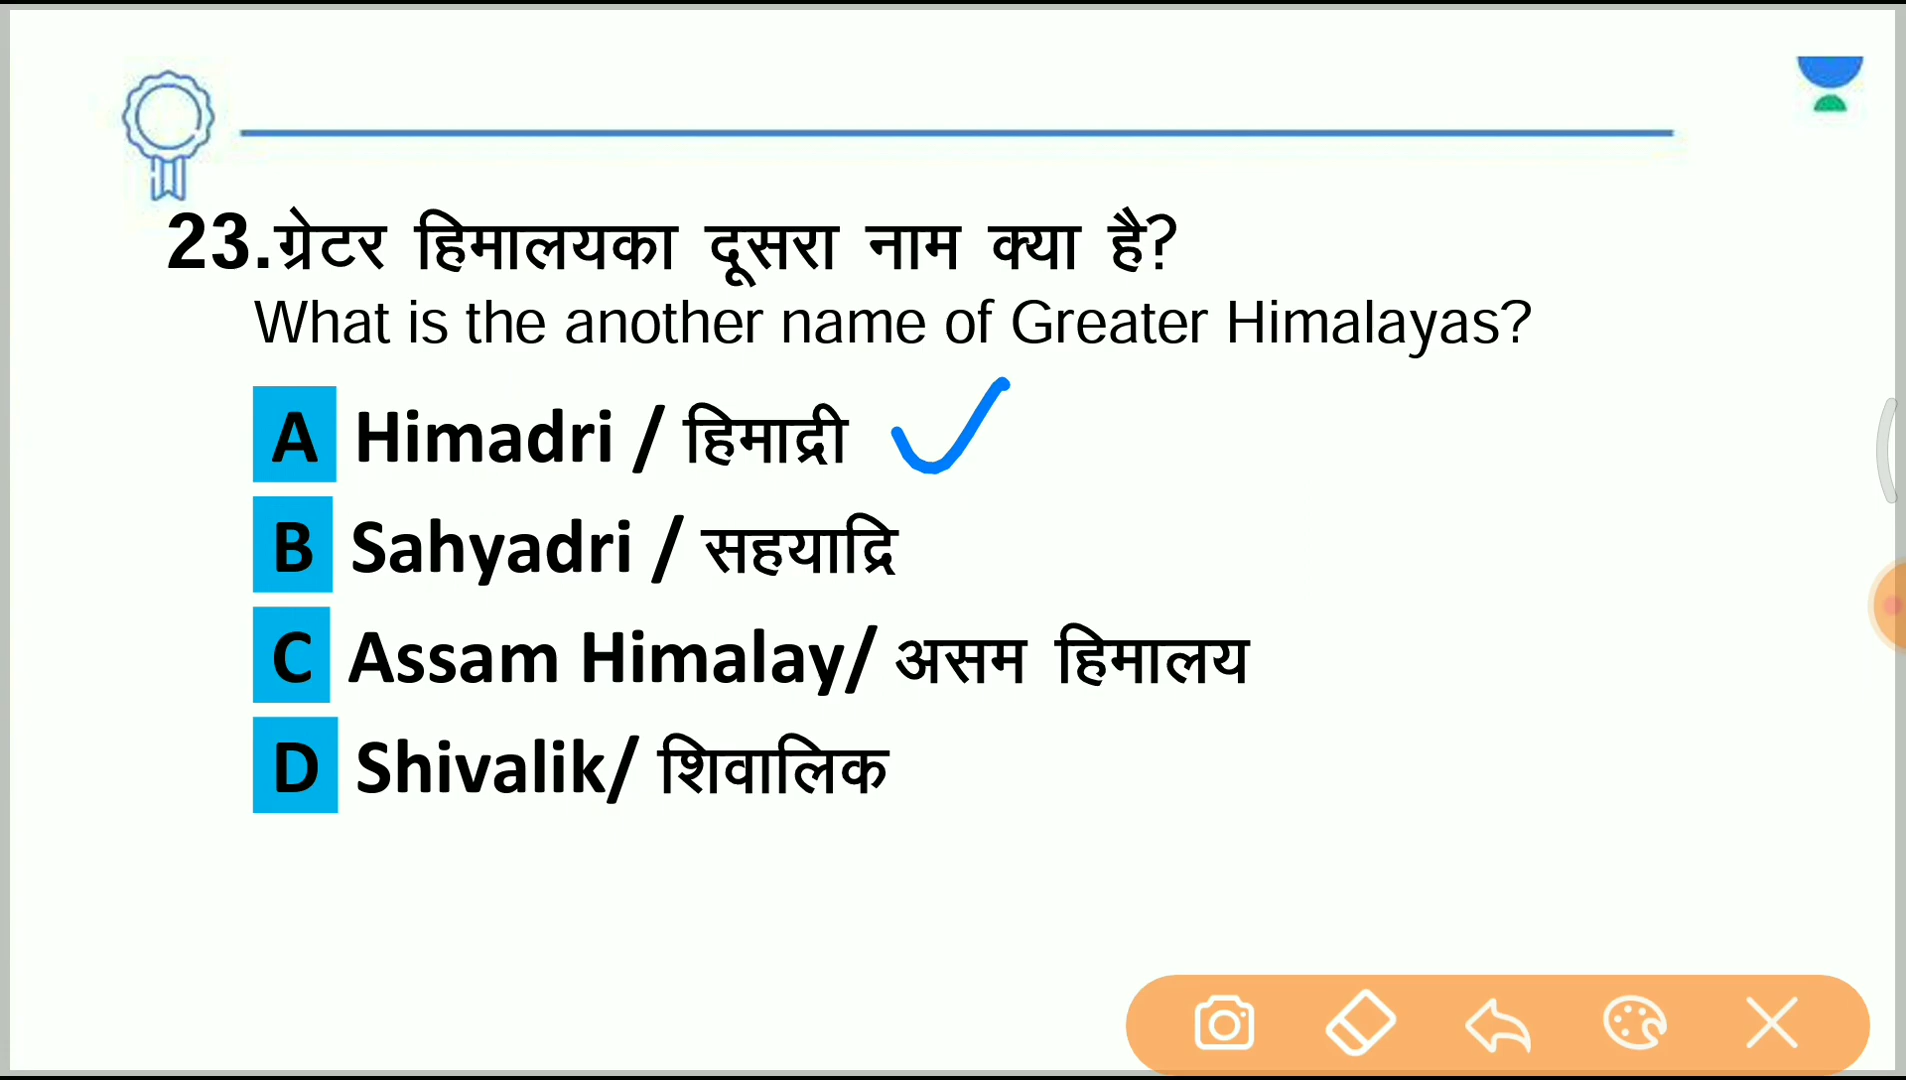 23.ग्रेटर हिमालयका दूसरा नाम क्या है?
What is the another name of Greater Himalayas?
A Himadri / हिमाद्री
B Sahyadri / सहयाद्रि
C Assam Himalay/ असम हिमालय
D Shivalik/ शिवालिक